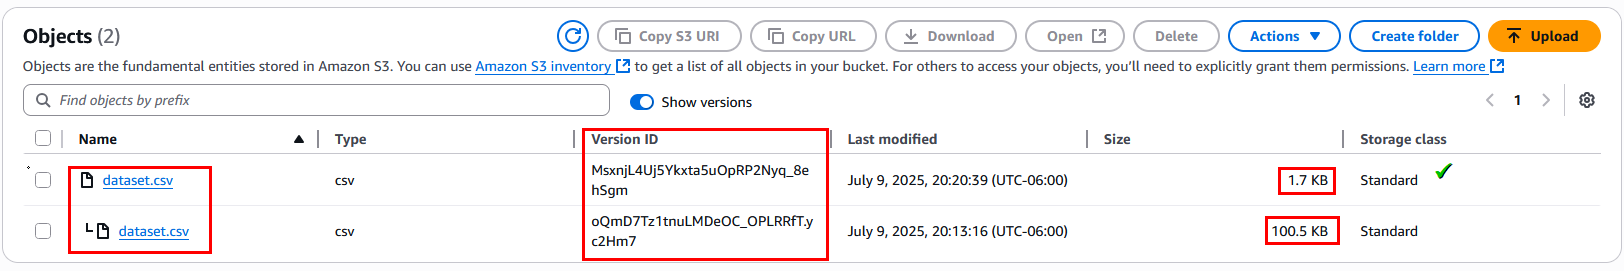 Objects (2)
Copy S3 URI
Copy URL
Download
Open
Delete
Actions
Create folder
Upload
Objects are the fundamental entities stored in Amazon S3. You can use Amazon S3 inventory to get a list of all objects in your bucket. For others to access your objects, you'll need to explicitly grant them permissions. Learn more
Find objects by prefix
Show versions
1
Name
Type
Version ID
Last modified
Size
Storage class
dataset.csv
csv
MsxnjL4Uj5Ykxta5uOpRP2Nyq_8e
hSgm
July 9, 2025, 20:20:39 (UTC-06:00)
1.7 KB
Standard
dataset.csv
csv
oQmD7Tz1tnuLMDeOC_OPLRRfT.y
c2Hm7
July 9, 2025, 20:13:16 (UTC-06:00)
100.5 KB
Standard